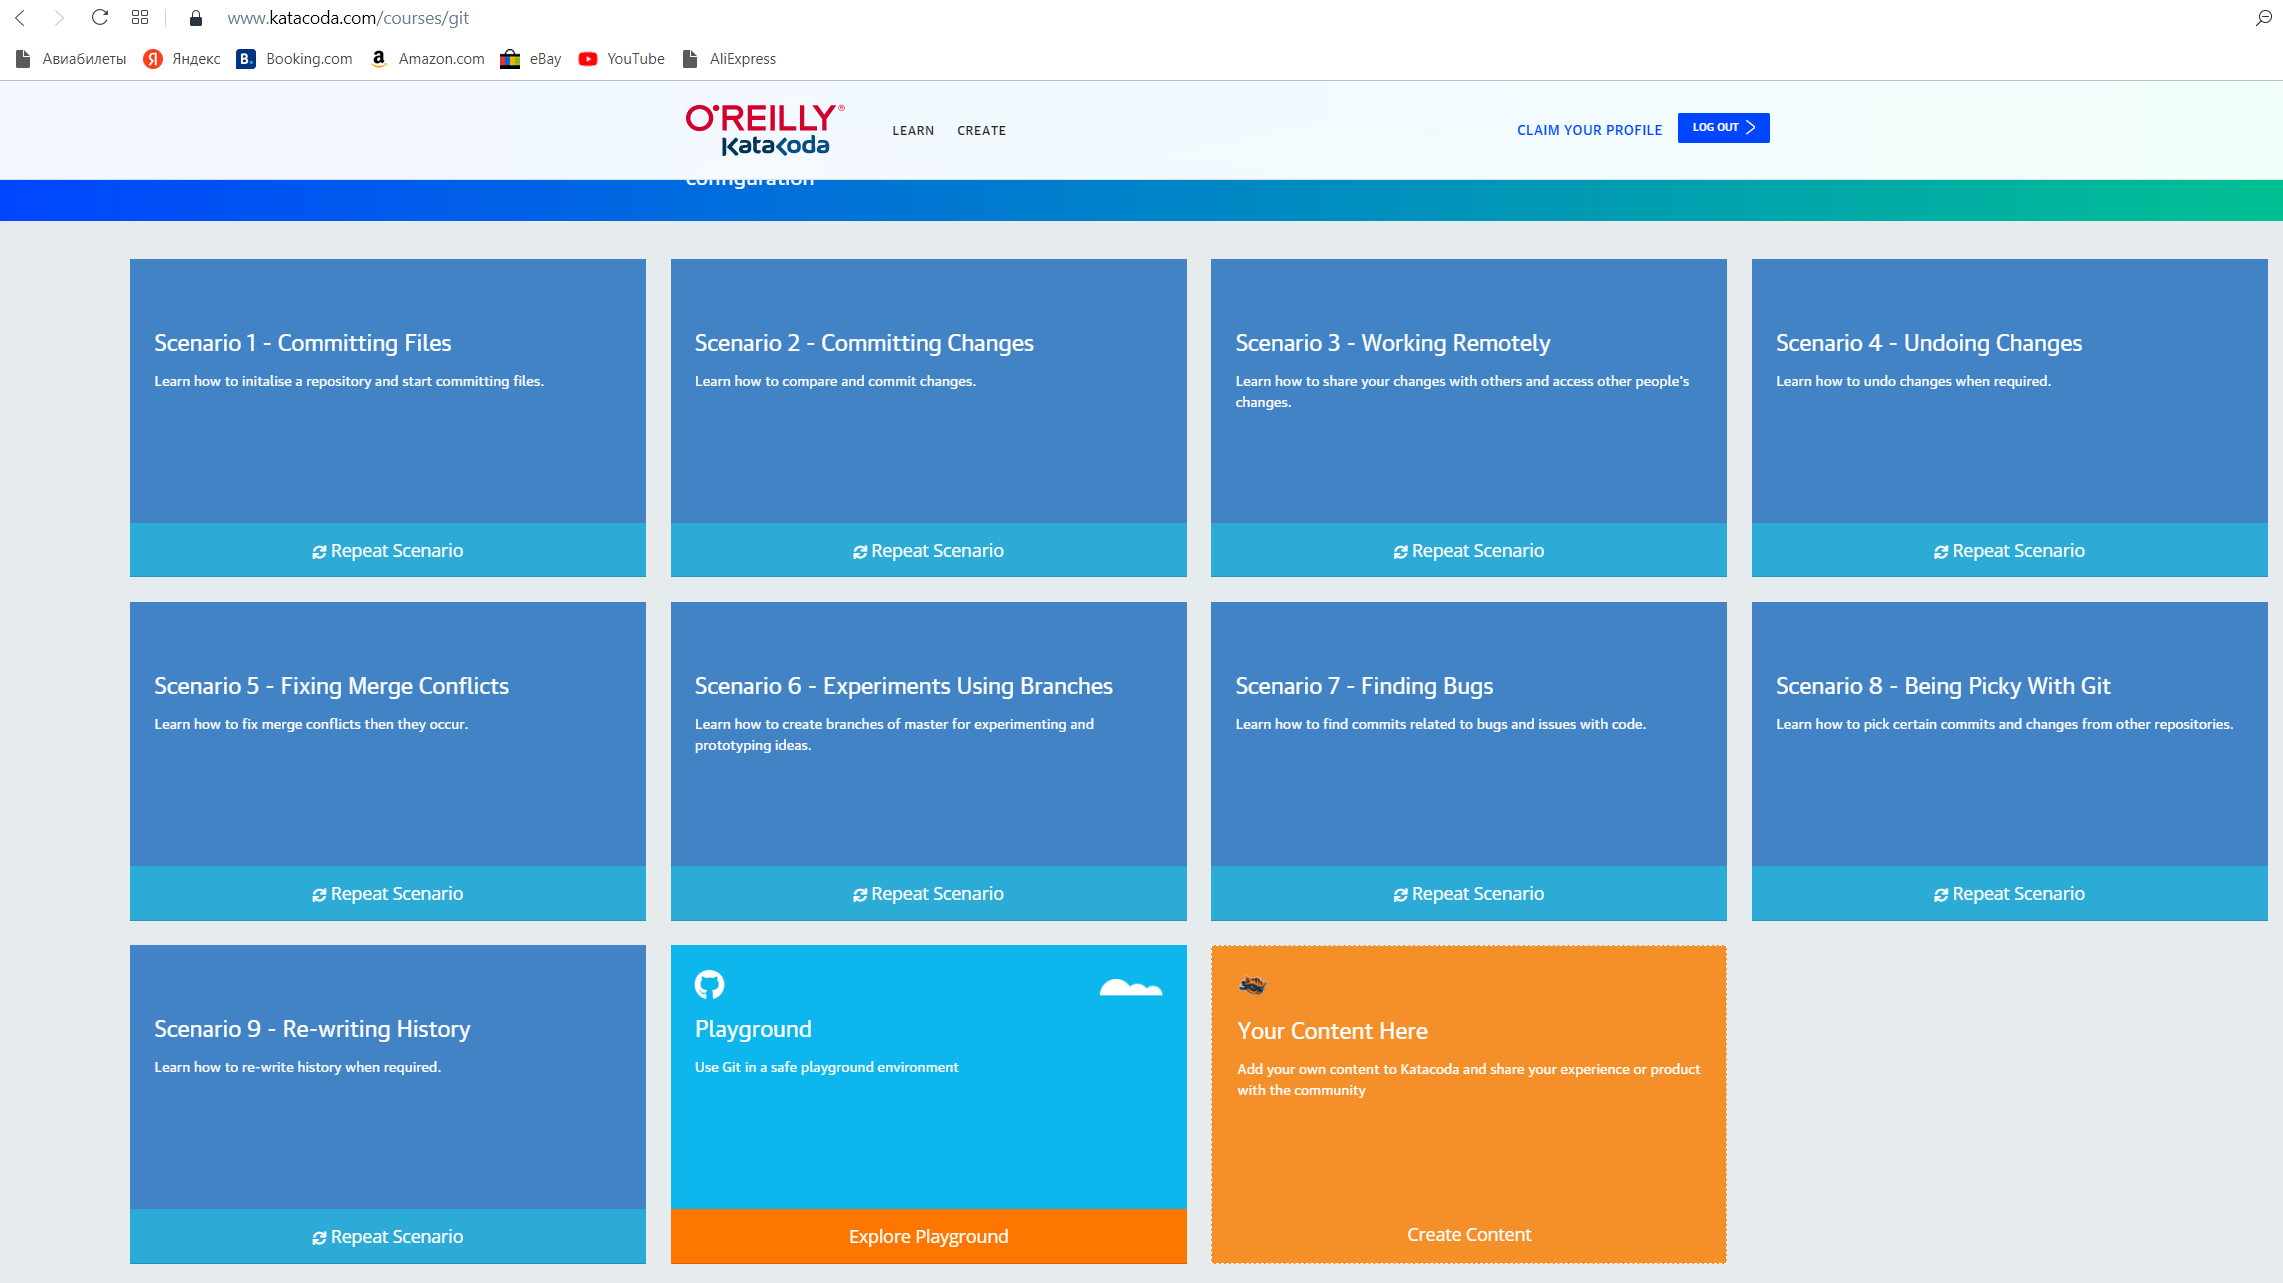 www.katacoda.com/courses/git
Авиабилеты Яндекс Booking.com Amazon.com eBay YouTube AliExpress
O'REILLY®
Katacoda
LEARN CREATE
CLAIM YOUR PROFILE LOG OUT
configuration
Scenario 1 - Committing Files
Learn how to initalise a repository and start committing files.
Repeat Scenario
Scenario 2 - Committing Changes
Learn how to compare and commit changes.
Repeat Scenario
Scenario 3 - Working Remotely
Learn how to share your changes with others and access other people's
changes.
Repeat Scenario
Scenario 4 - Undoing Changes
Learn how to undo changes when required.
Repeat Scenario
Scenario 5 - Fixing Merge Conflicts
Learn how to fix merge conflicts then they occur.
Repeat Scenario
Scenario 6 - Experiments Using Branches
Learn how to create branches of master for experimenting and
prototyping ideas.
Repeat Scenario
Scenario 7 - Finding Bugs
Learn how to find commits related to bugs and issues with code.
Repeat Scenario
Scenario 8 - Being Picky With Git
Learn how to pick certain commits and changes from other repositories.
Repeat Scenario
Scenario 9 - Re-writing History
Learn how to re-write history when required.
Repeat Scenario
Playground
Use Git in a safe playground environment
Explore Playground
Your Content Here
Add your own content to Katacoda and share your experience or product
with the community
Create Content